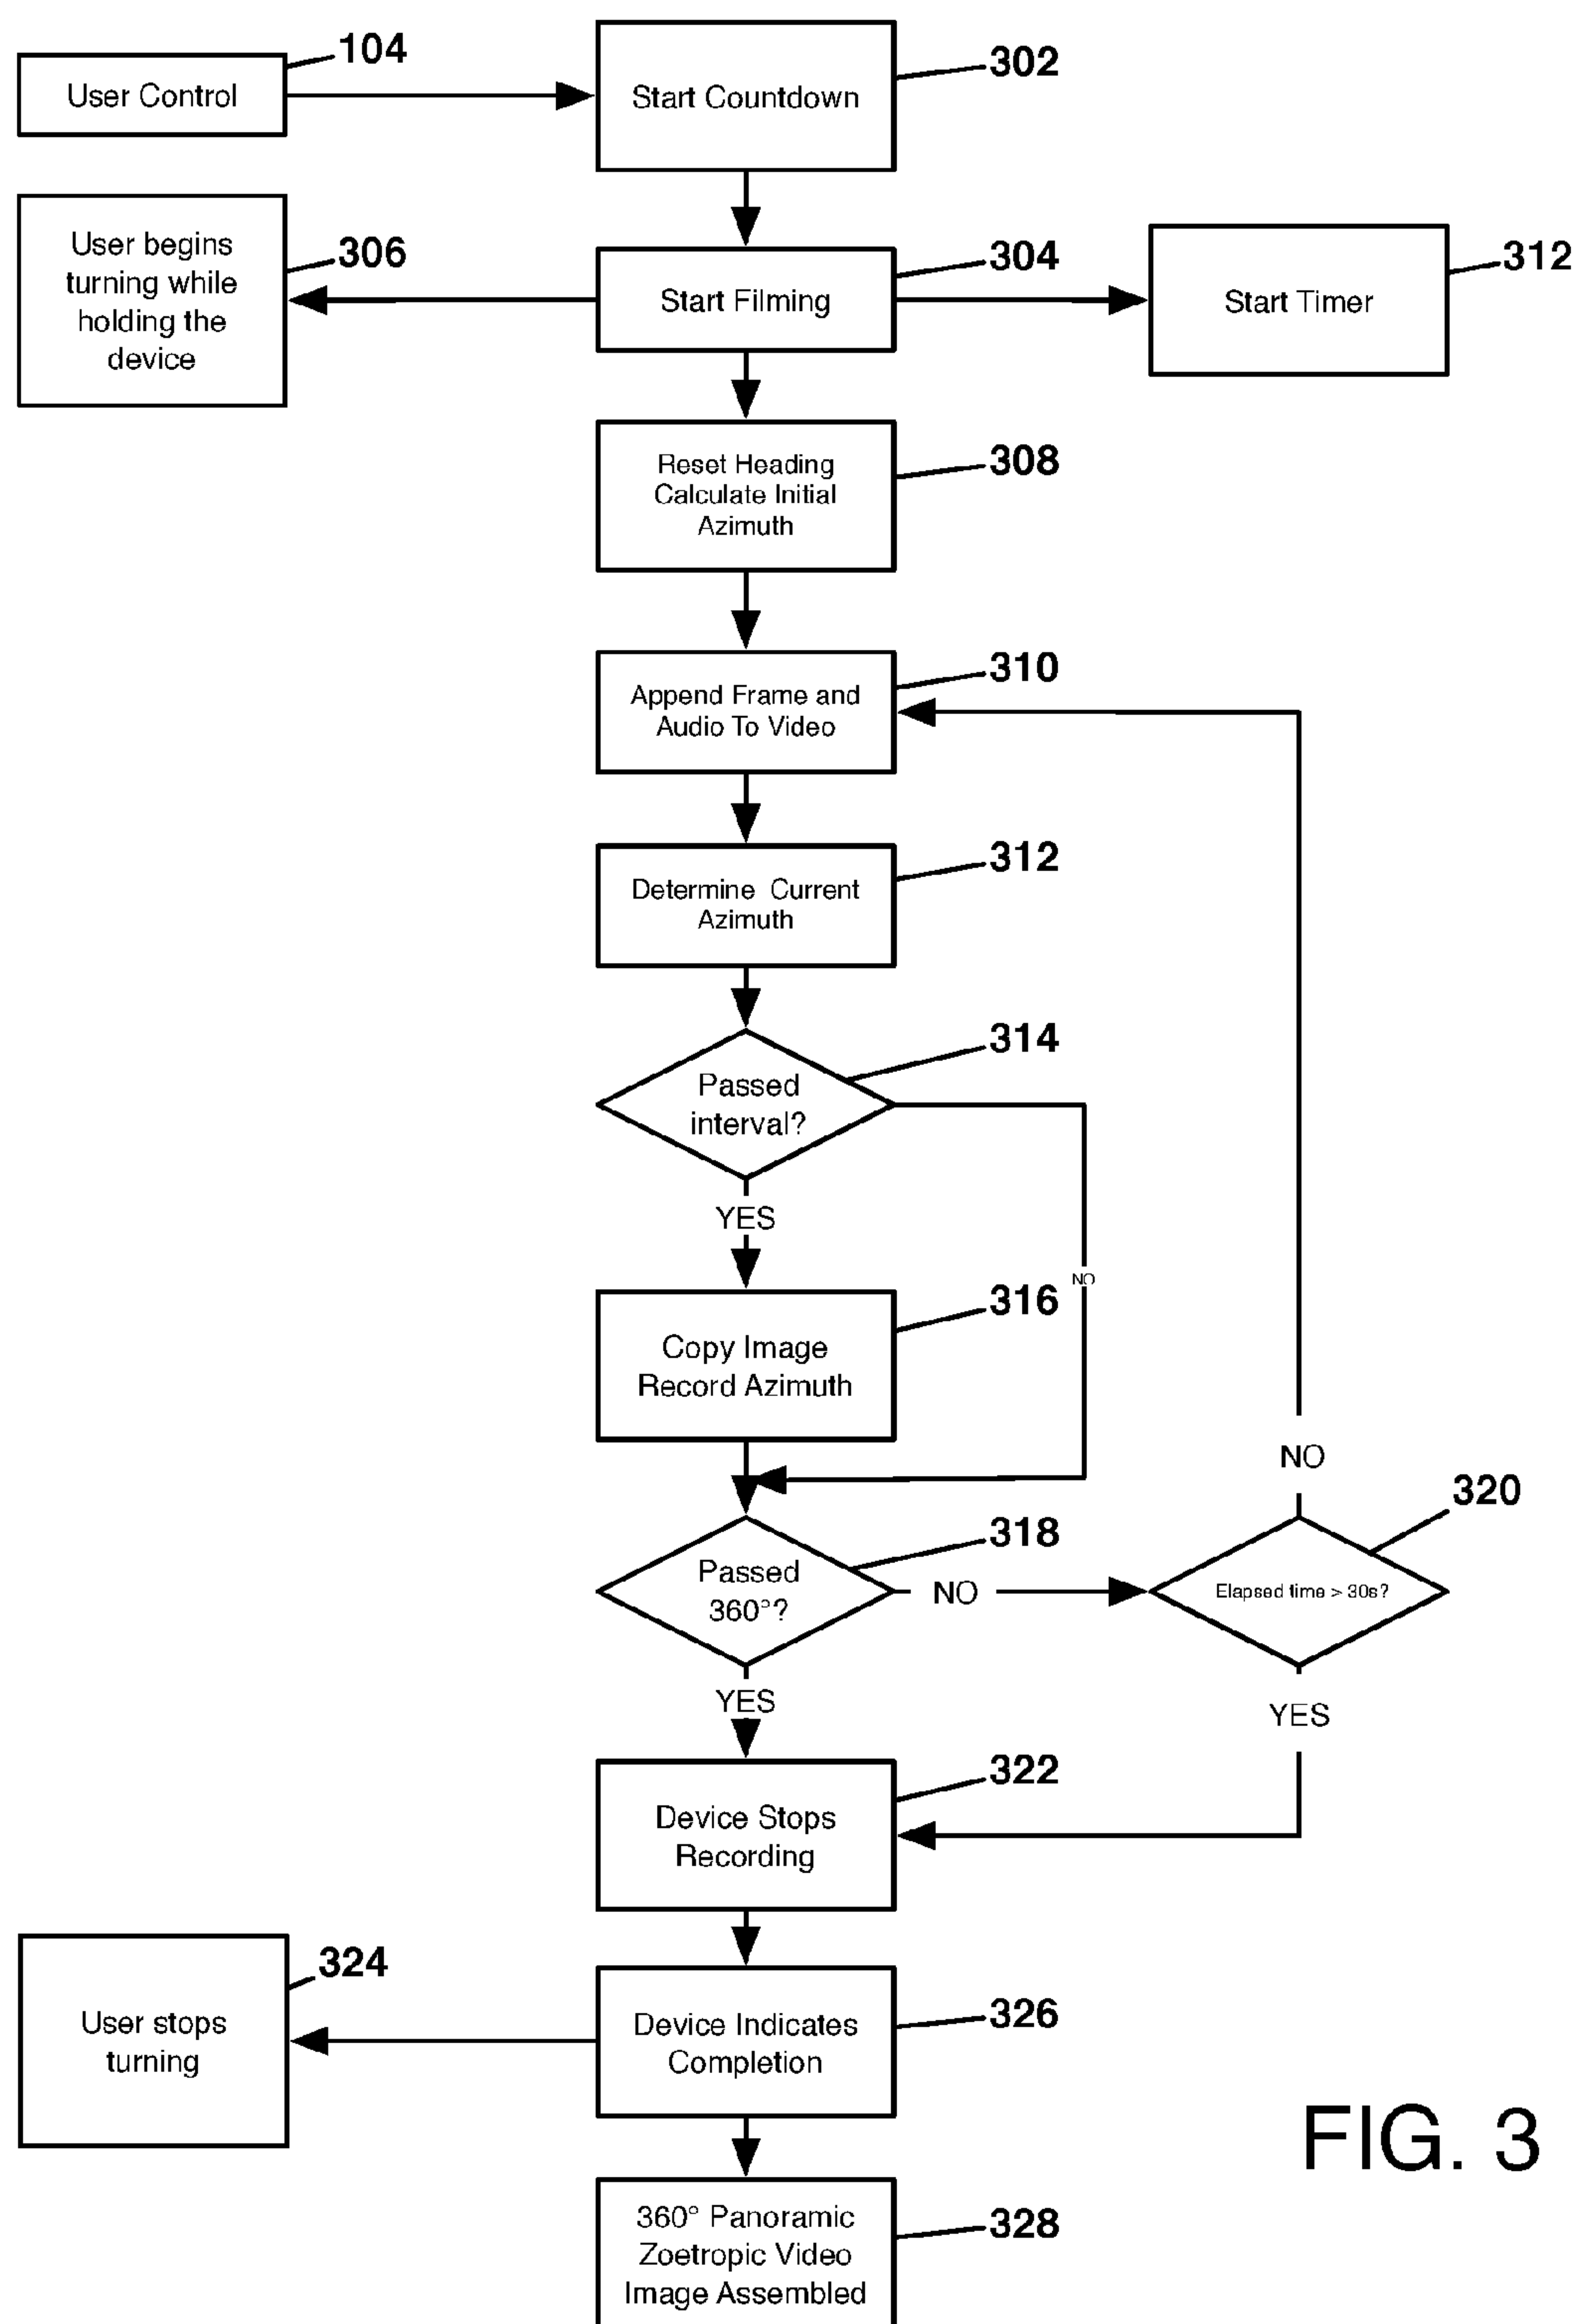 104
User Control
302
Start Countdown
306
User begins
turning while
holding the
device
304
Start Filming
312
Start Timer
308
Reset Heading
Calculate Initial
Azimuth
310
Append Frame and
Audio To Video
312
Determine Current
Azimuth
314
Passed
interval?
YES
NO
316
Copy Image
Record Azimuth
318
Passed
360°?
NO
320
Elapsed time > 30s?
NO
YES
YES
322
Device Stops
Recording
324
User stops
turning
326
Device Indicates
Completion
328
360° Panoramic
Zoetropic Video
Image Assembled
FIG. 3